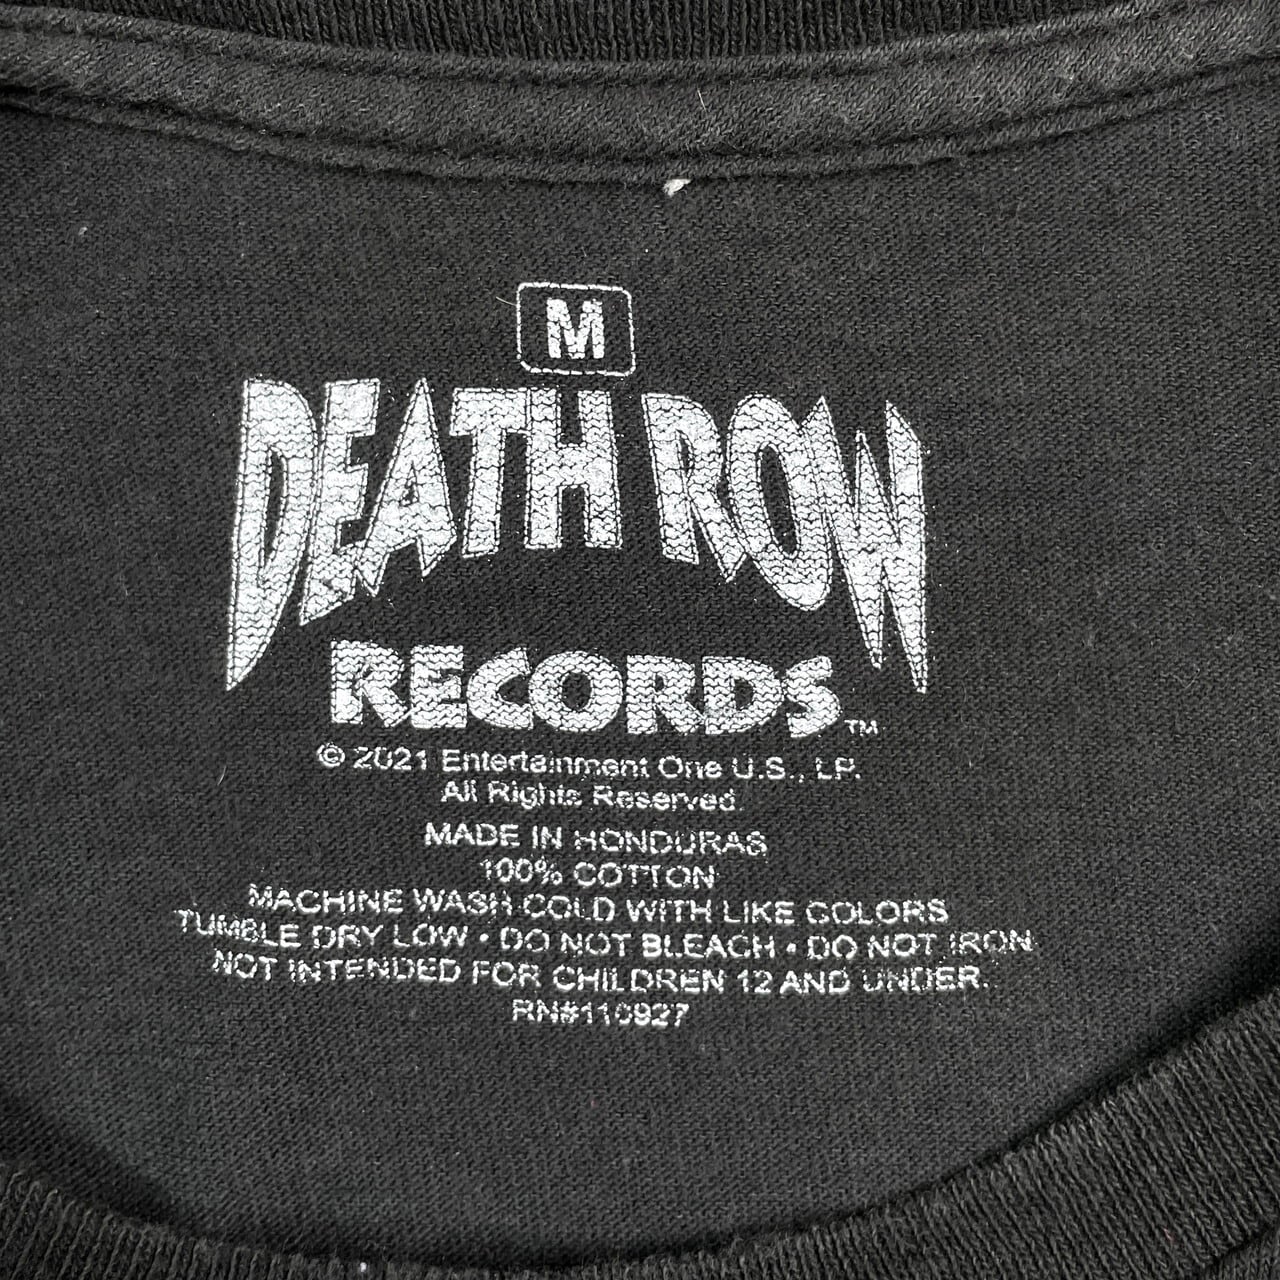 M
DEATH ROW
RECORDS™
© 2021 Entertainment One U.S., LP.
All Rights Reserved.
MADE IN HONDURAS
100% COTTON
MACHINE WASH COLD WITH LIKE COLORS
TUMBLE DRY LOW • DO NOT BLEACH • DO NOT IRON
NOT INTENDED FOR CHILDREN 12 AND UNDER.
RN#110927